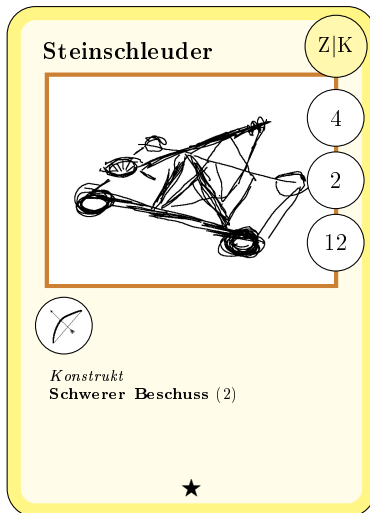 Steinschleuder
Z|K
4
2
12
Konstrukt
Schwerer Beschuss (2)